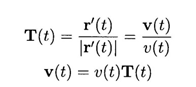 T(t) = r′(t) / |r′(t)| = v(t) / v(t)
v(t) = v(t)T(t)